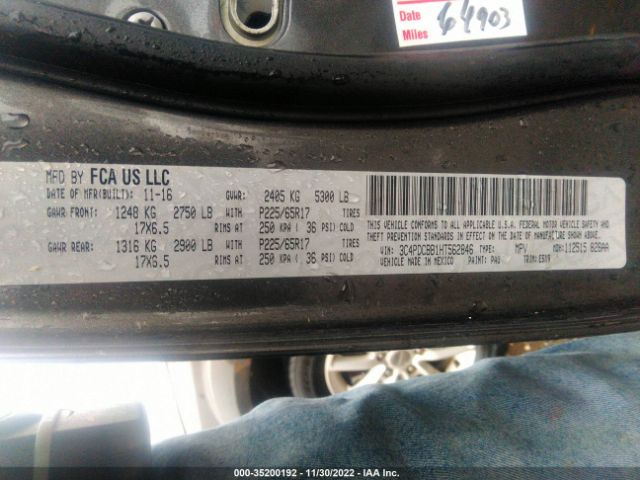 Date
Miles 64903
MFD BY FCA US LLC
DATE OF MFR(BUILT): 11-16 GVWR: 2405 KG 5300 LB
GAWR FRONT: 1248 KG 2750 LB WITH P225/65R17 TIRES
17X6.5 RIMS AT 250 KPA ( 36 PSI) COLD
GAWR REAR: 1316 KG 2900 LB WITH P225/65R17 TIRES
17X6.5 RIMS AT 250 KPA ( 36 PSI) COLD
THIS VEHICLE CONFORMS TO ALL APPLICABLE U.S.A. FEDERAL MOTOR VEHICLE SAFETY AND
THEFT PREVENTION STANDARDS IN EFFECT ON THE DATE OF MANUFACTURE SHOWN ABOVE.
VIN: 3C4PDCBB1HT562846 TYPE: MPV MDH: 112515 828AA
VEHICLE MADE IN MEXICO PAINT: PAU TRIM:
000-35200192 - 11/30/2022 - IAA Inc.